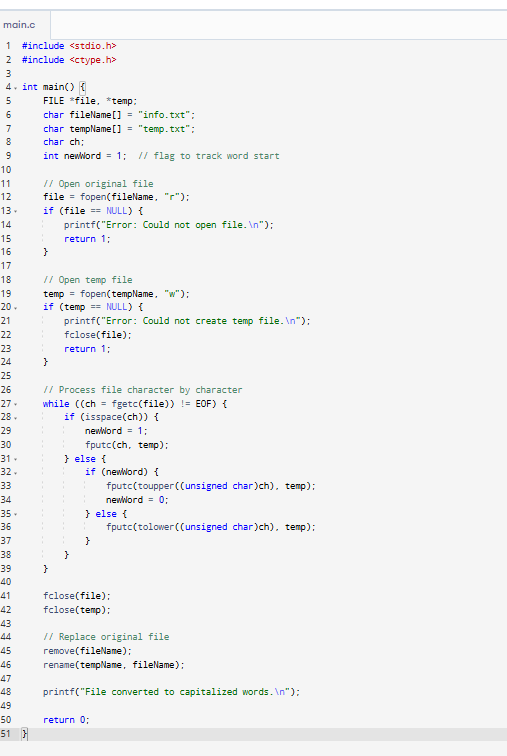 main.c
1 #include <stdio.h>
2 #include <ctype.h>
3
4 int main() {
5     FILE *file, *temp;
6     char fileName[] = "info.txt";
7     char tempName[] = "temp.txt";
8     char ch;
9     int newWord = 1;  // flag to track word start
10
11     // Open original file
12     file = fopen(fileName, "r");
13     if (file == NULL) {
14         printf("Error: Could not open file.\n");
15         return 1;
16     }
17
18     // Open temp file
19     temp = fopen(tempName, "w");
20     if (temp == NULL) {
21         printf("Error: Could not create temp file.\n");
22         fclose(file);
23         return 1;
24     }
25
26     // Process file character by character
27     while ((ch = fgetc(file)) != EOF) {
28         if (isspace(ch)) {
29             newWord = 1;
30             fputc(ch, temp);
31         } else {
32             if (newWord) {
33                 fputc(toupper((unsigned char)ch), temp);
34                 newWord = 0;
35             } else {
36                 fputc(tolower((unsigned char)ch), temp);
37             }
38         }
39     }
40
41     fclose(file);
42     fclose(temp);
43
44     // Replace original file
45     remove(fileName);
46     rename(tempName, fileName);
47
48     printf("File converted to capitalized words.\n");
49
50     return 0;
51 }